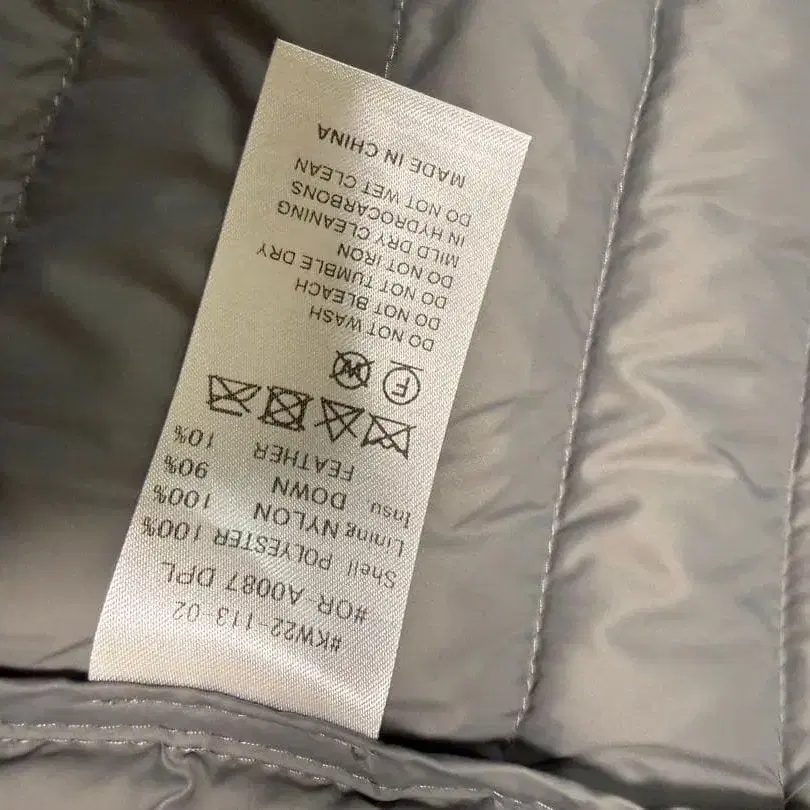 #KW22-113-02
#OR-A0087 DPL
Shell POLYESTER 100%
Lining NYLON 100%
Insu. DOWN 90%
FEATHER 10%
F W
DO NOT WASH
DO NOT BLEACH
DO NOT TUMBLE DRY
DO NOT IRON
MILD DRY CLEANING
IN HYDROCARBONS
DO NOT WET CLEAN
MADE IN CHINA